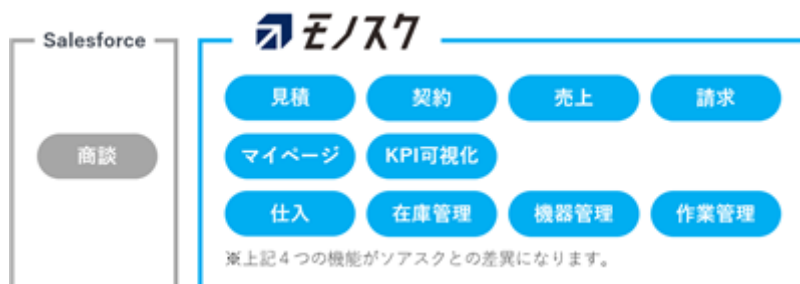 Salesforce
モノスク
見積 契約 売上 請求
商談
マイページ KPI可視化
仕入 在庫管理 機器管理 作業管理
※上記4つの機能がソアスクとの差異になります。